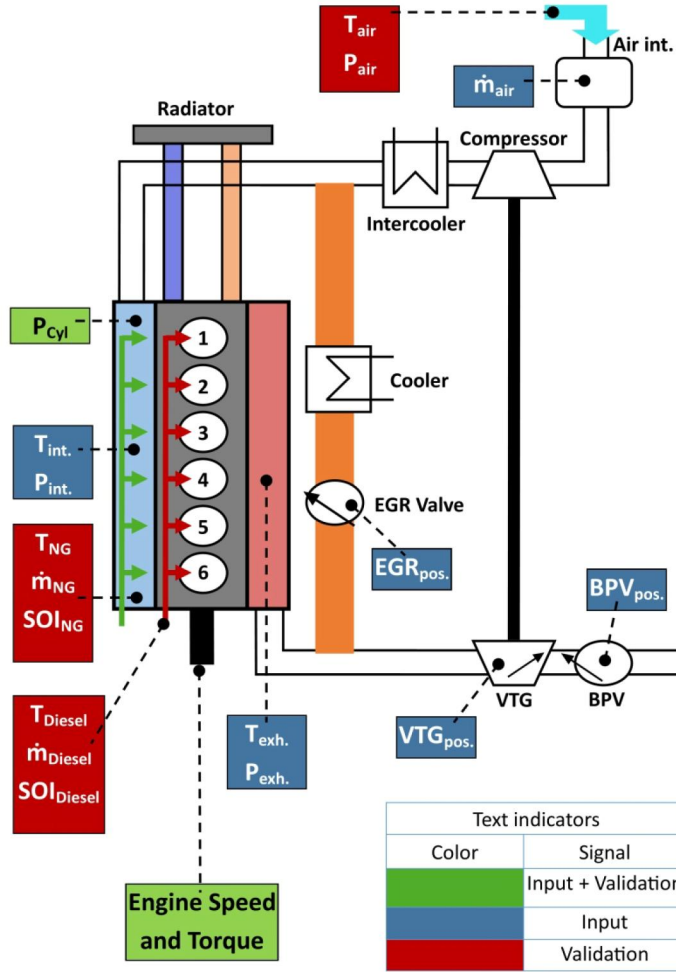 T_air
P_air
Air int.
ṁ_air
Radiator
Compressor
Intercooler
P_Cyl
1
2
3
4
5
6
Cooler
T_int.
P_int.
EGR Valve
T_NG
ṁ_NG
SOI_NG
EGR_pos.
BPV_pos.
VTG
BPV
T_Diesel
ṁ_Diesel
SOI_Diesel
T_exh.
P_exh.
VTG_pos.
Engine Speed
and Torque
Text indicators
Color Signal
Input + Validation
Input
Validation